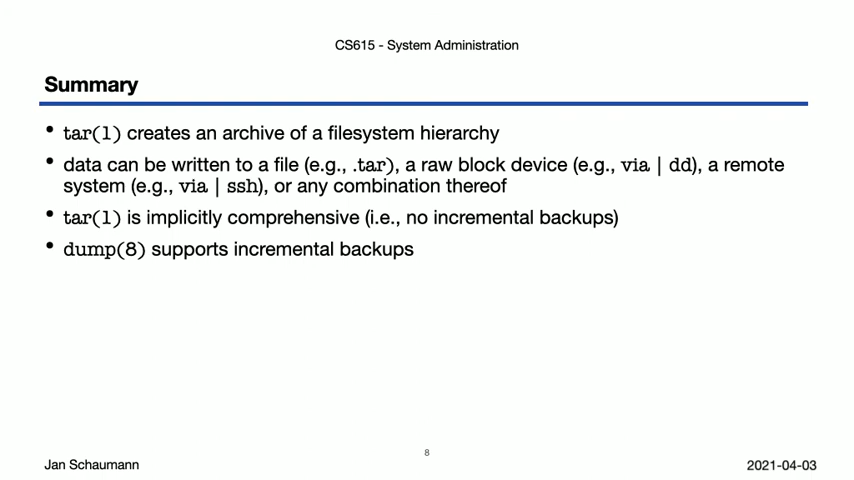 CS615 - System Administration
Summary
• tar(1) creates an archive of a filesystem hierarchy
• data can be written to a file (e.g., .tar), a raw block device (e.g., via | dd), a remote
system (e.g., via | ssh), or any combination thereof
• tar(1) is implicitly comprehensive (i.e., no incremental backups)
• dump(8) supports incremental backups
8
Jan Schaumann
2021-04-03